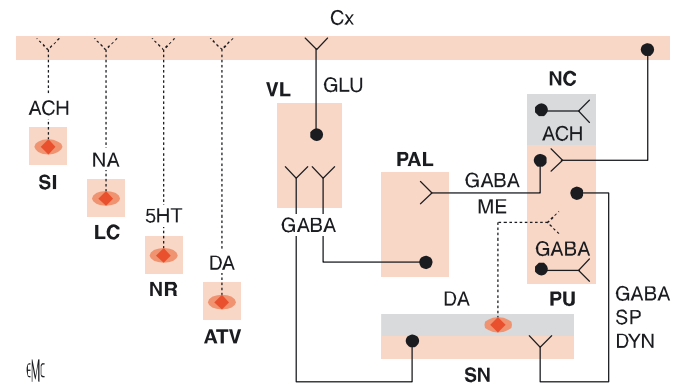 Cx
NC
VL
GLU
ACH
ACH
PAL
NA
SI
GABA
ME
5HT
LC
GABA
GABA
DA
NR
DA
PU
GABA
SP
DYN
ATV
SN
EMC